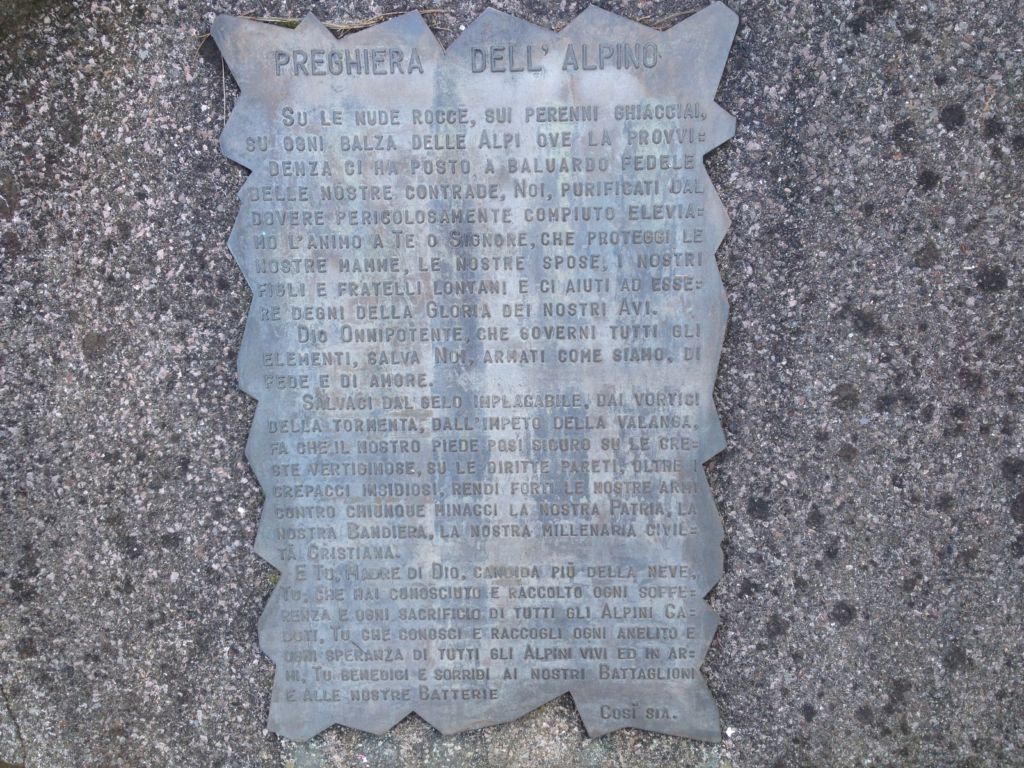 PREGHIERA DELL' ALPINO
SU LE NUDE ROCCE, SUI PERENNI GHIACCIAI,
SU OGNI BALZA DELLE ALPI OVE LA PROVVI=
DENZA CI HA POSTO A BALUARDO FEDELE
DELLE NOSTRE CONTRADE, NOI, PURIFICATI DAL
DOVERE PERICOLOSAMENTE COMPIUTO ELEVIA=
MO L'ANIMO A TE O SIGNORE, CHE PROTEGGI LE
NOSTRE MAMME, LE NOSTRE SPOSE, I NOSTRI
FIGLI E FRATELLI LONTANI E CI AIUTI AD ESSE=
RE DEGNI DELLA GLORIA DEI NOSTRI AVI.
DIO ONNIPOTENTE, CHE GOVERNI TUTTI GLI
ELEMENTI, SALVA NOI, ARMATI COME SIAMO, DI
FEDE E DI AMORE.
SALVACI DAL GELO IMPLACABILE, DAI VORTICI
DELLA TORMENTA, DALL'IMPETO DELLA VALANGA,
FA CHE IL NOSTRO PIEDE POSI SICURO SU LE CRE=
STE VERTIGINOSE, SU LE DIRITTE PARETI, OLTRE I
CREPACCI INSIDIOSI, RENDI FORTI LE NOSTRE ARMI
CONTRO CHIUNQUE MINACCI LA NOSTRA PATRIA, LA
NOSTRA BANDIERA, LA NOSTRA MILLENARIA CIVIL=
TÀ CRISTIANA.
E TU, MADRE DI DIO, CANDIDA PIÙ DELLA NEVE,
TU, CHE HAI CONOSCIUTO E RACCOLTO OGNI SOFFE=
RENZA E OGNI SACRIFICIO DI TUTTI GLI ALPINI CA=
DUTI, TU CHE CONOSCI E RACCOGLI OGNI ANELITO E
OGNI SPERANZA DI TUTTI GLI ALPINI VIVI ED IN AR=
MI, TU BENEDICI E SORRIDI AI NOSTRI BATTAGLIONI
E ALLE NOSTRE BATTERIE
COSÌ SIA.